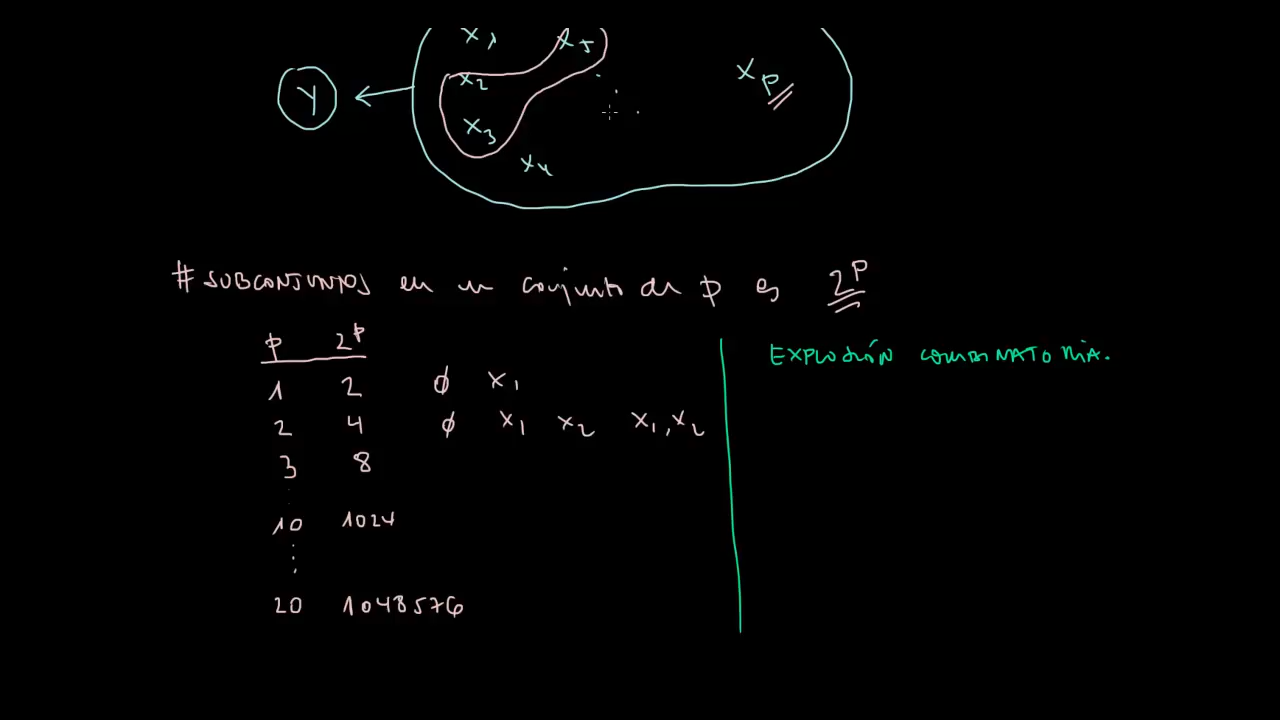 x1 x5
x2 xp
Y
x3
x4
#SUBCONJUNTOS en un conjunto de p es 2^p
p 2^p
EXPLOSIÓN COMBINATORIA.
1 2 ∅ x1
2 4 ∅ x1 x2 x1,x2
3 8
10 1024
20 1048576